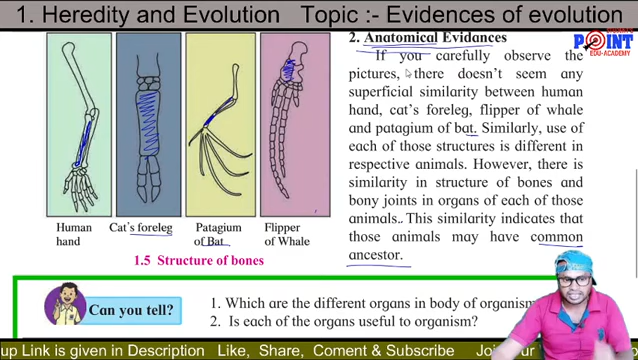 1. Heredity and Evolution Topic :- Evidences of evolution
POINT
EDU-ACADEMY
2. Anatomical Evidances
If you carefully observe the
pictures, there doesn't seem any
superficial similarity between human
hand, cat's foreleg, flipper of whale
and patagium of bat. Similarly, use of
each of those structures is different in
respective animals. However, there is
similarity in structure of bones and
bony joints in organs of each of those
animals.. This similarity indicates that
those animals may have common
ancestor.
Human
hand
Cat's foreleg
Patagium
of Bat
Flipper
of Whale
1.5 Structure of bones
Can you tell?
1. Which are the different organs in body of organism
2. Is each of the organs useful to organism?
up Link is given in Description Like, Share, Coment & Subscribe